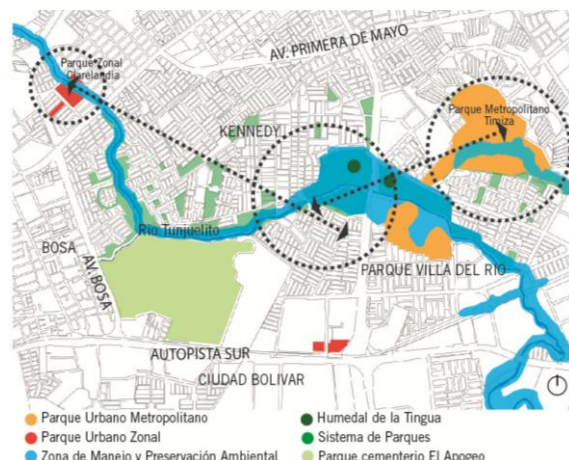 AV. PRIMERA DE MAYO
Parque Zonal
Clarelandia
Parque Metropolitano
Timiza
KENNEDY
Río Tunjuelito
BOSA
AV. BOSA
PARQUE VILLA DEL RIO
AUTOPISTA SUR
CIUDAD BOLIVAR
Parque Urbano Metropolitano
Parque Urbano Zonal
Zona de Manejo y Preservación Ambiental
Humedal de la Tingua
Sistema de Parques
Parque cementerio El Apogeo